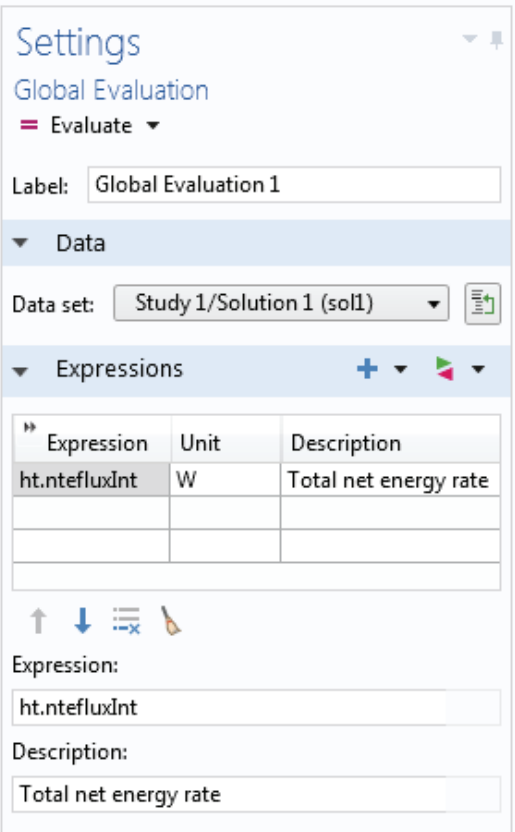 Settings
Global Evaluation
= Evaluate
Label: Global Evaluation 1
Data
Data set: Study 1/Solution 1 (sol1)
Expressions
Expression Unit Description
ht.ntefluxInt W Total net energy rate
Expression:
ht.ntefluxInt
Description:
Total net energy rate